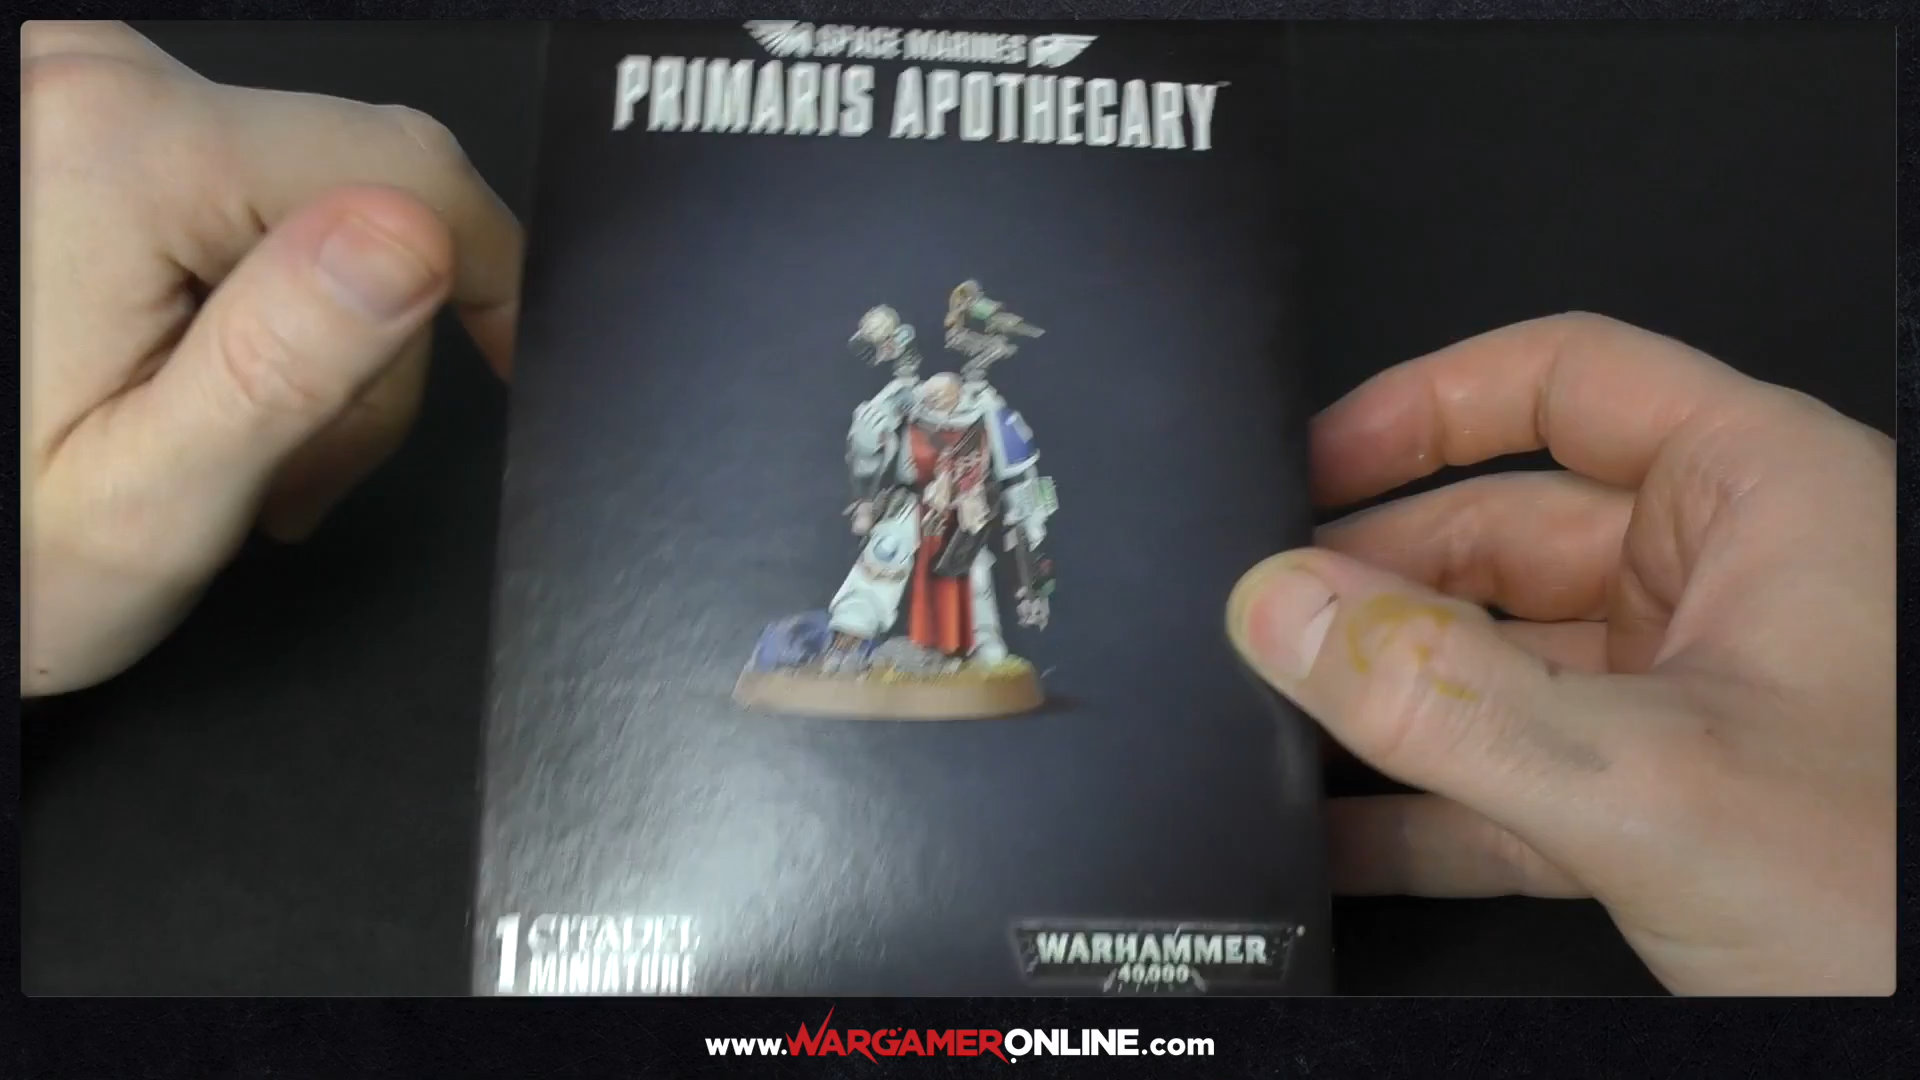 SPACE MARINES
PRIMARIS APOTHECARY
1 CITADEL
MINIATURE
WARHAMMER
40,000
www.WARGAMERONLINE.com